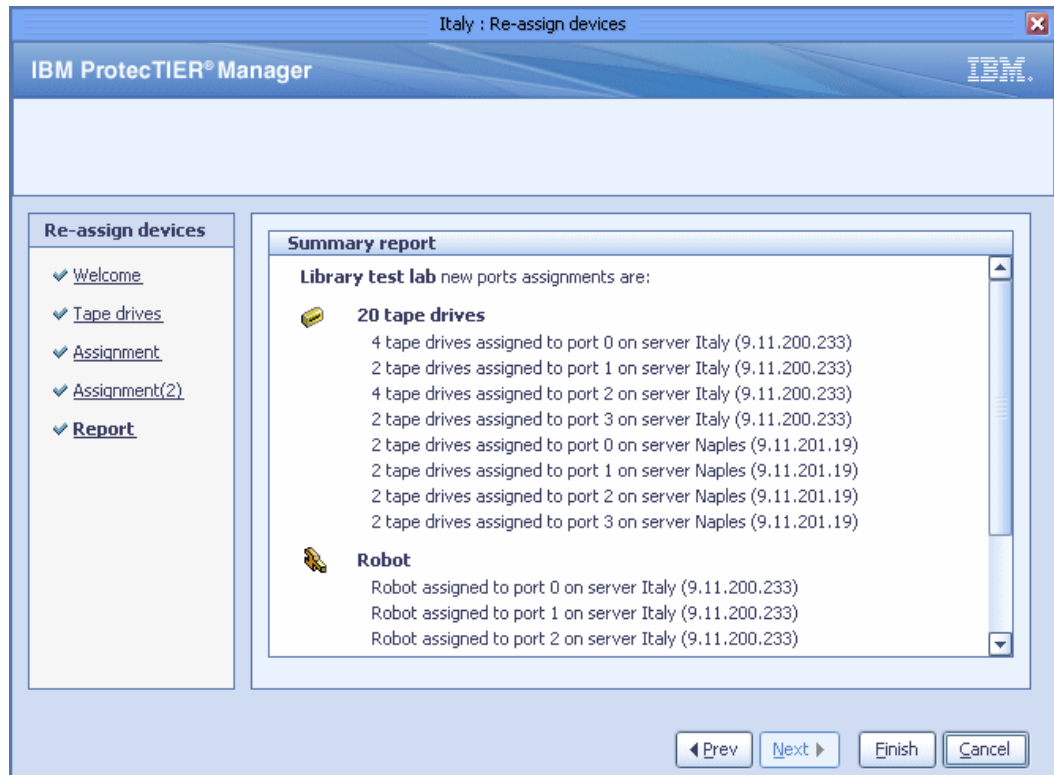 Italy : Re-assign devices
IBM ProtecTIER® Manager
IBM.
Re-assign devices
Welcome
Tape drives
Assignment
Assignment(2)
Report
Summary report
Library test lab new ports assignments are:
20 tape drives
4 tape drives assigned to port 0 on server Italy (9.11.200.233)
2 tape drives assigned to port 1 on server Italy (9.11.200.233)
4 tape drives assigned to port 2 on server Italy (9.11.200.233)
2 tape drives assigned to port 3 on server Italy (9.11.200.233)
2 tape drives assigned to port 0 on server Naples (9.11.201.19)
2 tape drives assigned to port 1 on server Naples (9.11.201.19)
2 tape drives assigned to port 2 on server Naples (9.11.201.19)
2 tape drives assigned to port 3 on server Naples (9.11.201.19)
Robot
Robot assigned to port 0 on server Italy (9.11.200.233)
Robot assigned to port 1 on server Italy (9.11.200.233)
Robot assigned to port 2 on server Italy (9.11.200.233)
Prev Next Finish Cancel